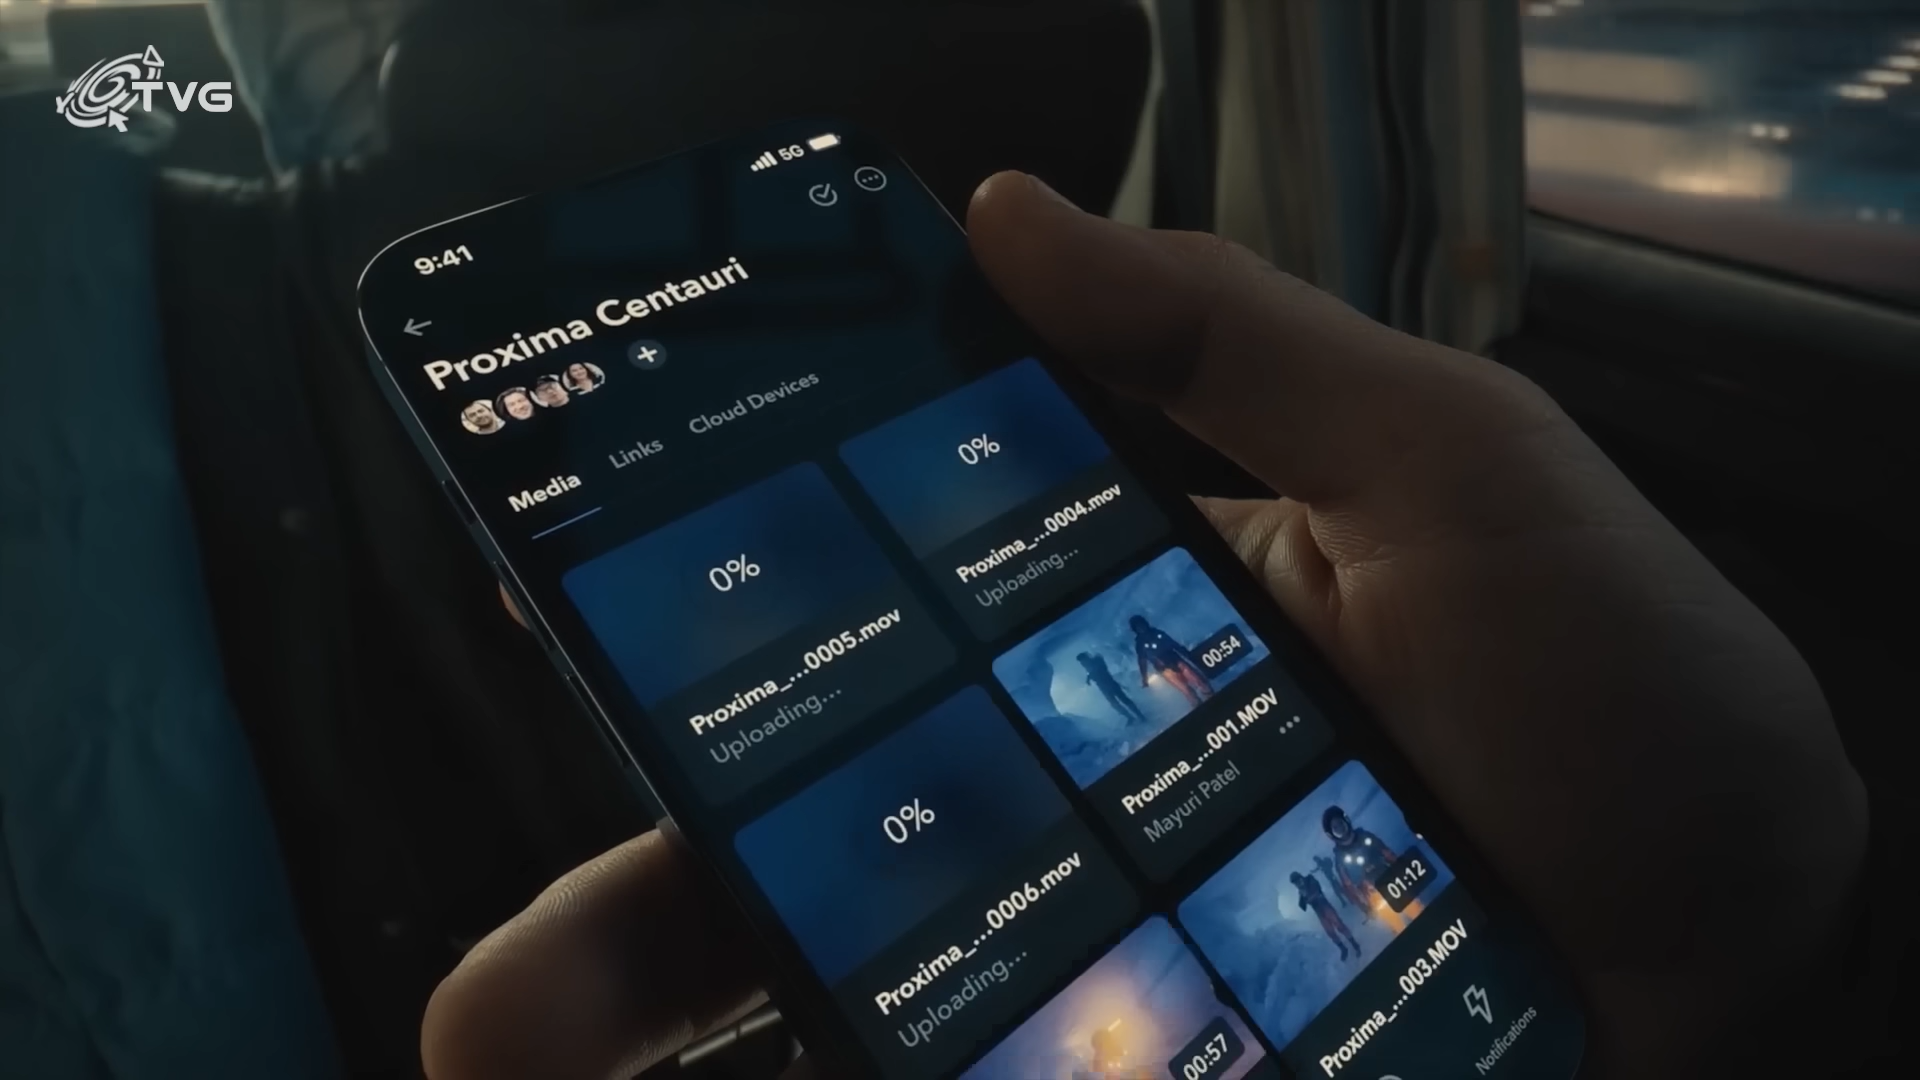 TVG
5G
9:41
Proxima Centauri
Media
Links
Cloud Devices
0%
Proxima_...0005.mov
Uploading...
0%
Proxima_...0004.mov
Uploading...
0%
Proxima_...0006.mov
Uploading...
00:54
Proxima_...001.MOV
Mayuri Patel
00:57
01:12
Proxima_...003.MOV
Notifications